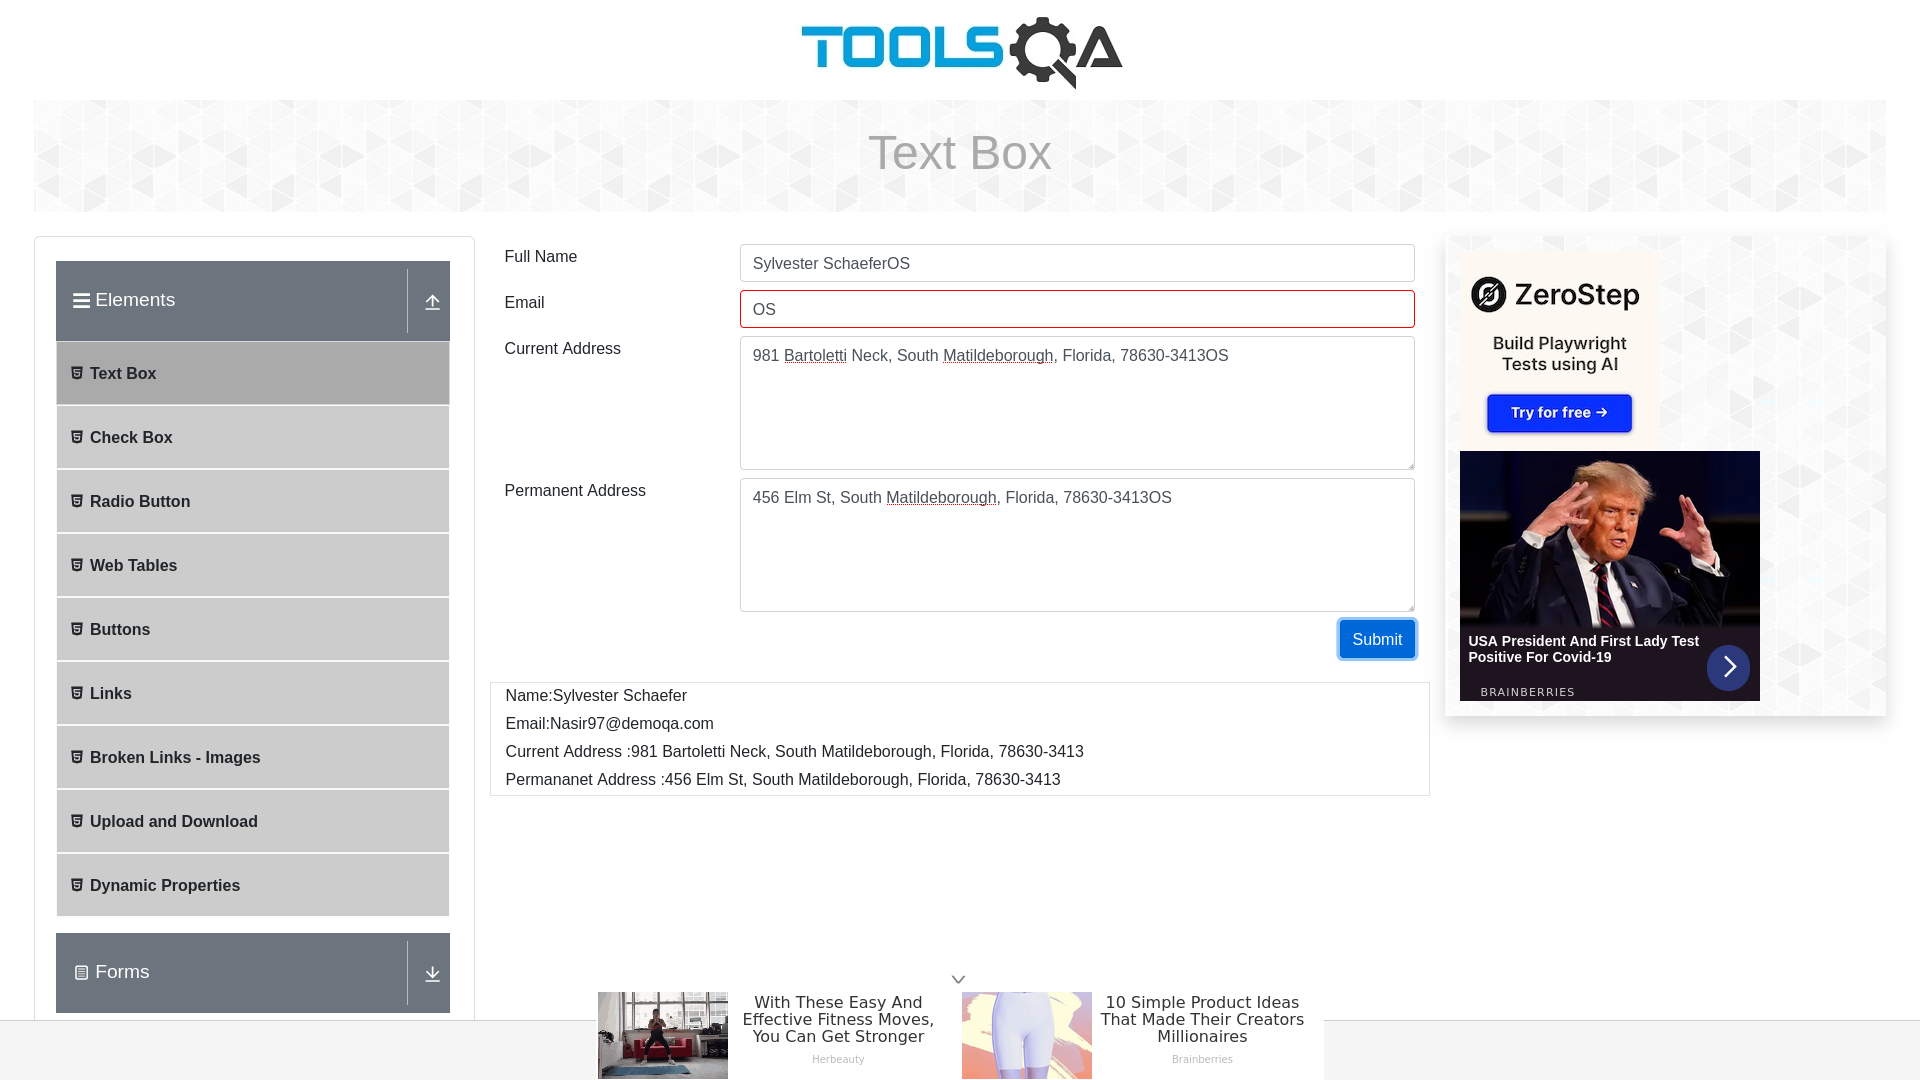 TOOLSQA
Text Box
Elements
Text Box
Check Box
Radio Button
Web Tables
Buttons
Links
Broken Links - Images
Upload and Download
Dynamic Properties
Forms
Full Name
Sylvester SchaeferOS
Email
OS
Current Address
981 Bartoletti Neck, South Matildeborough, Florida, 78630-3413OS
Permanent Address
456 Elm St, South Matildeborough, Florida, 78630-3413OS
Submit
Name:Sylvester Schaefer
Email:Nasir97@demoqa.com
Current Address :981 Bartoletti Neck, South Matildeborough, Florida, 78630-3413
Permananet Address :456 Elm St, South Matildeborough, Florida, 78630-3413
ZeroStep
Build Playwright
Tests using AI
Try for free →
USA President And First Lady Test
Positive For Covid-19
BRAINBERRIES
With These Easy And
Effective Fitness Moves,
You Can Get Stronger
Herbeauty
10 Simple Product Ideas
That Made Their Creators
Millionaires
Brainberries